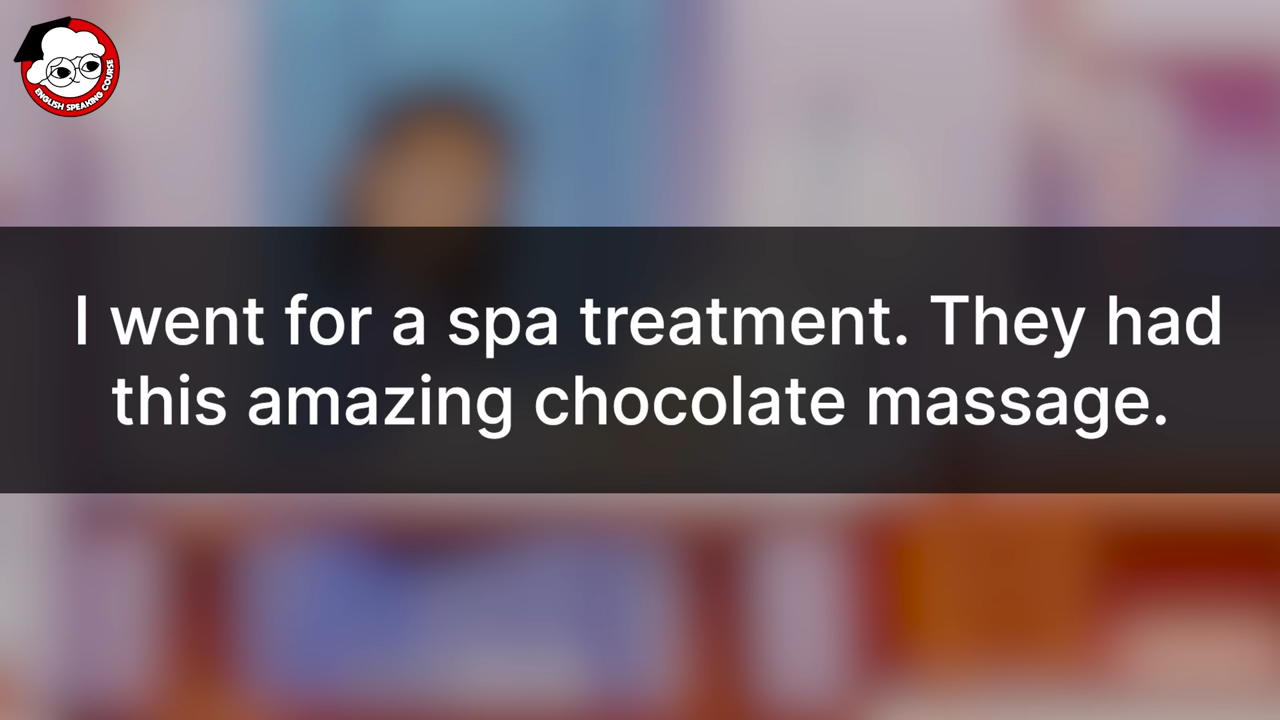 ENGLISH SPEAKING COURSE
I went for a spa treatment. They had
this amazing chocolate massage.